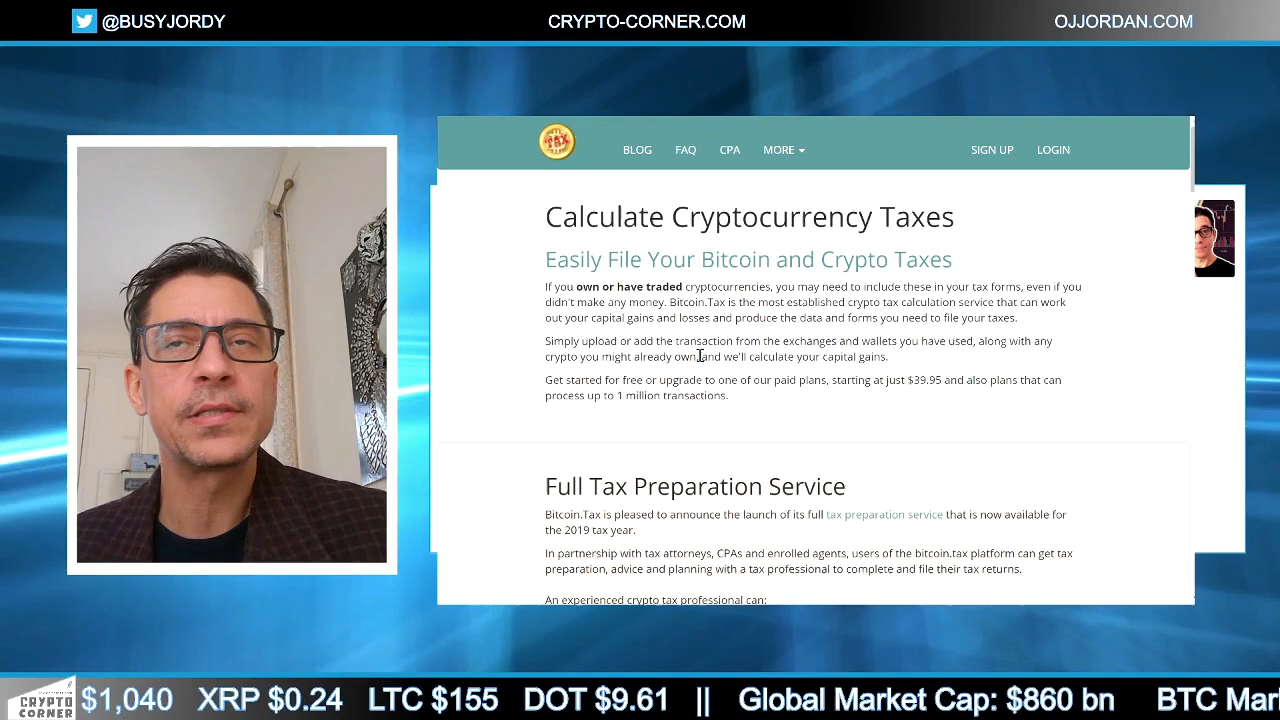 @BUSYJORDY
CRYPTO-CORNER.COM
OJJORDAN.COM
TAX
BLOG
FAQ
CPA
MORE
SIGN UP
LOGIN
Calculate Cryptocurrency Taxes
Easily File Your Bitcoin and Crypto Taxes
If you own or have traded cryptocurrencies, you may need to include these in your tax forms, even if you
didn't make any money. Bitcoin.Tax is the most established crypto tax calculation service that can work
out your capital gains and losses and produce the data and forms you need to file your taxes.
Simply upload or add the transaction from the exchanges and wallets you have used, along with any
crypto you might already own, and we'll calculate your capital gains.
Get started for free or upgrade to one of our paid plans, starting at just $39.95 and also plans that can
process up to 1 million transactions.
Full Tax Preparation Service
Bitcoin.Tax is pleased to announce the launch of its full tax preparation service that is now available for
the 2019 tax year.
In partnership with tax attorneys, CPAs and enrolled agents, users of the bitcoin.tax platform can get tax
preparation, advice and planning with a tax professional to complete and file their tax returns.
An experienced crypto tax professional can:
CRYPTO
CORNER
$1,040 XRP $0.24 LTC $155 DOT $9.61 || Global Market Cap: $860 bn BTC Mar